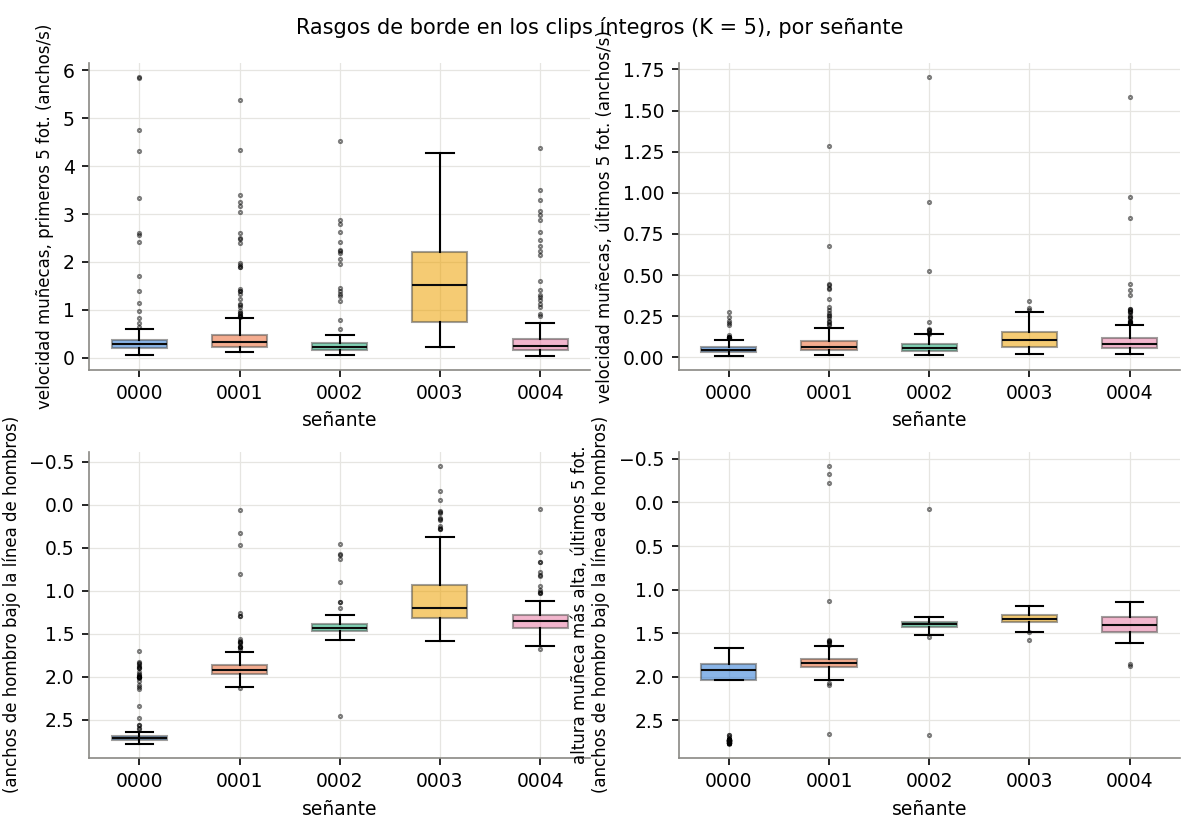 Rasgos de borde en los clips íntegros (K = 5), por señante
velocidad muñecas, primeros 5 fot. (anchos/s)
6
5
4
3
2
1
0
0000 0001 0002 0003 0004
señante
velocidad muñecas, últimos 5 fot. (anchos/s)
1.75
1.50
1.25
1.00
0.75
0.50
0.25
0.00
0000 0001 0002 0003 0004
señante
(anchos de hombro bajo la línea de hombros)
−0.5
0.0
0.5
1.0
1.5
2.0
2.5
0000 0001 0002 0003 0004
señante
altura muñeca más alta, últimos 5 fot.
(anchos de hombro bajo la línea de hombros)
−0.5
0.0
0.5
1.0
1.5
2.0
2.5
0000 0001 0002 0003 0004
señante